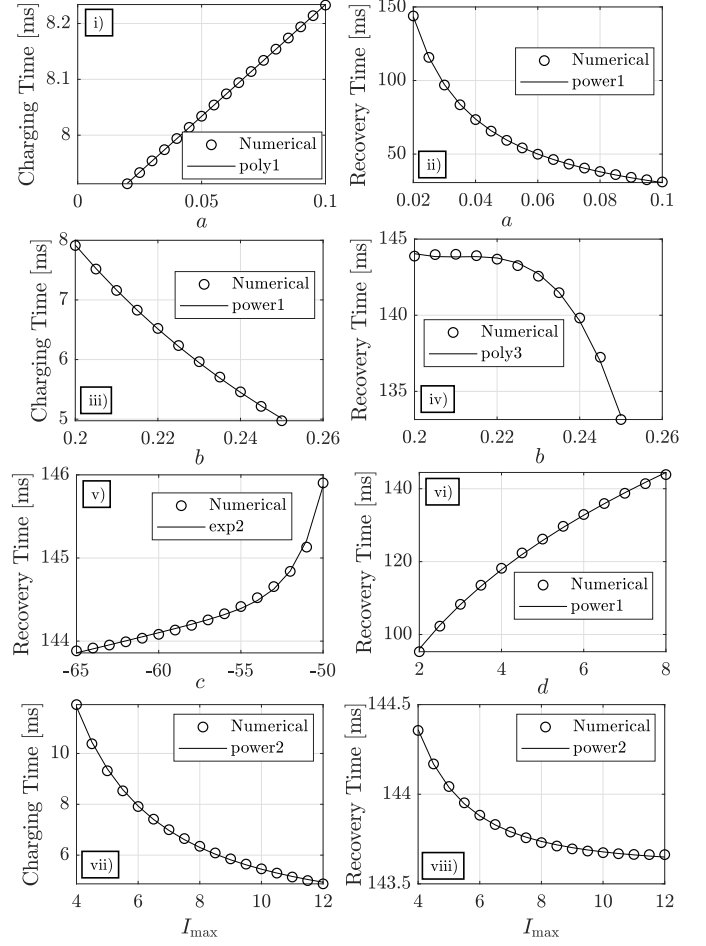 8.2
8.1
8
Charging Time [ms]
i)
Numerical
poly1
0
0.05
0.1
a
150
100
50
Recovery Time [ms]
ii)
Numerical
power1
0.02
0.04
0.06
0.08
0.1
a
8
7
6
5
Charging Time [ms]
iii)
Numerical
power1
0.2
0.22
0.24
0.26
b
145
140
135
Recovery Time [ms]
iv)
Numerical
poly3
0.2
0.22
0.24
0.26
b
146
145
144
Recovery Time [ms]
v)
Numerical
exp2
-65
-60
-55
-50
c
140
120
100
Recovery Time [ms]
vi)
Numerical
power1
2
4
6
8
d
10
8
6
Charging Time [ms]
vii)
Numerical
power2
4
6
8
10
12
I_max
144.5
144
143.5
Recovery Time [ms]
viii)
Numerical
power2
4
6
8
10
12
I_max